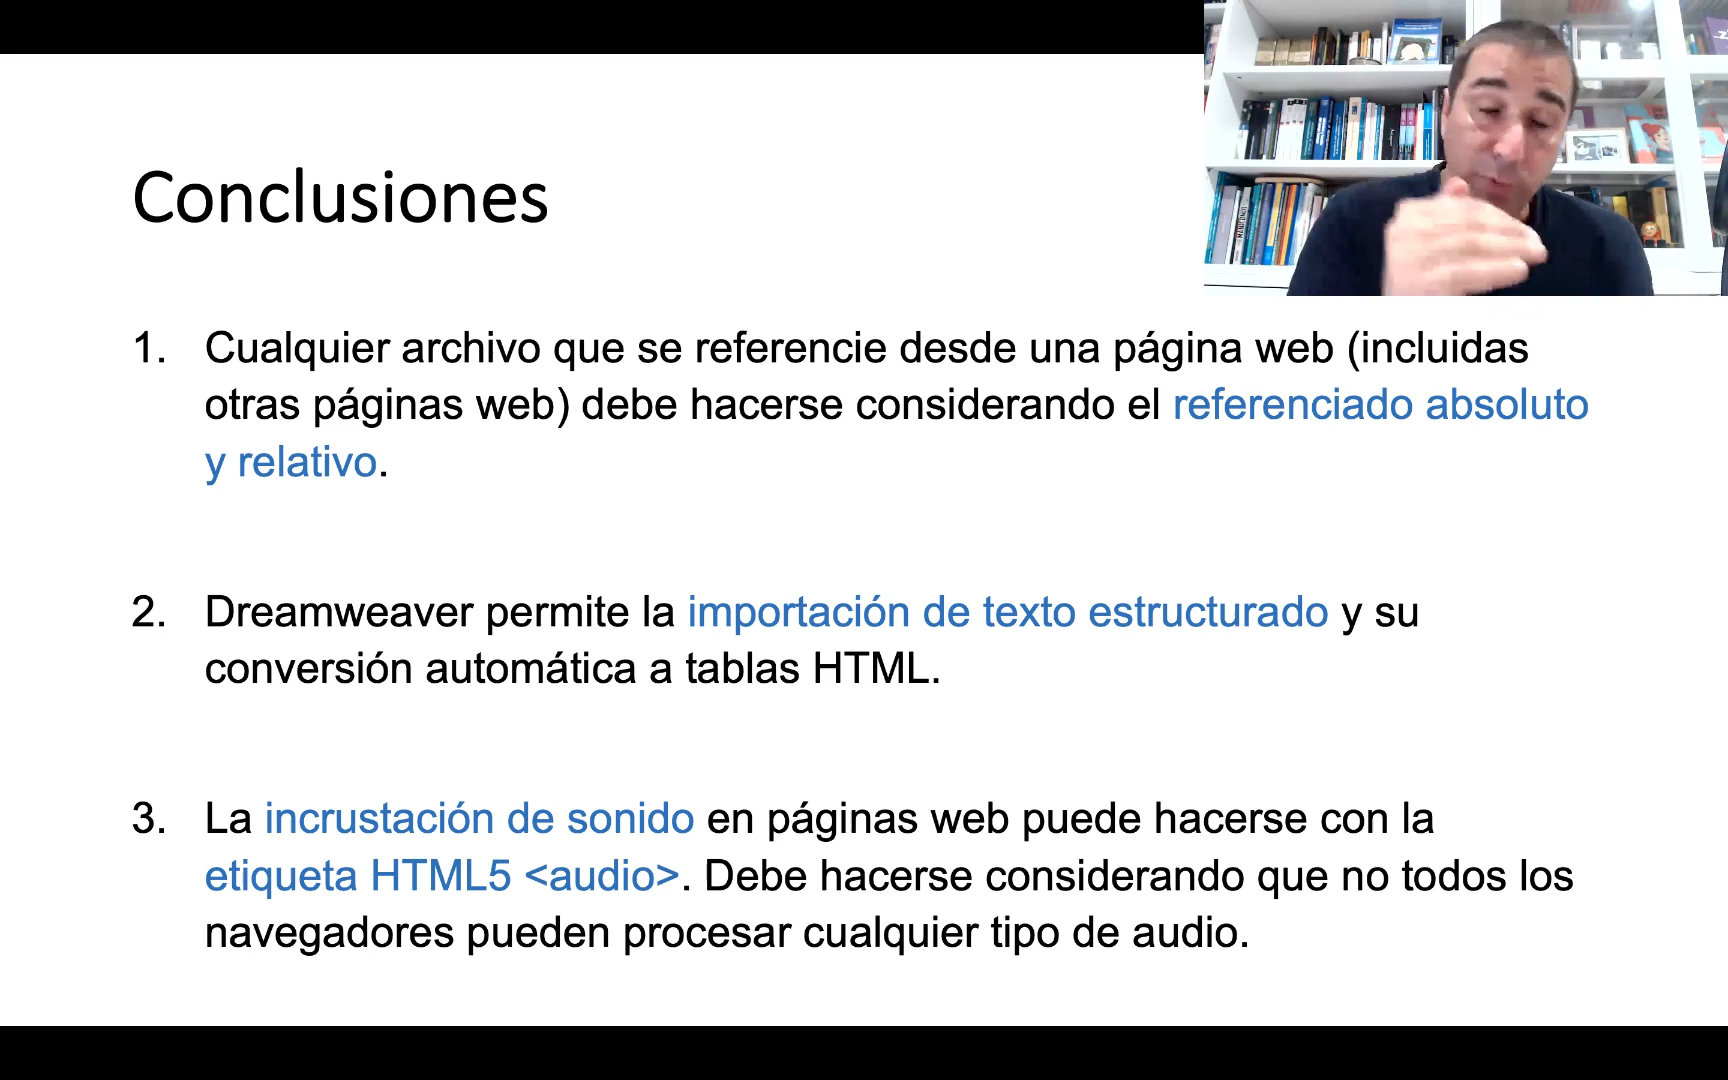 Conclusiones
1. Cualquier archivo que se referencie desde una página web (incluidas
otras páginas web) debe hacerse considerando el referenciado absoluto
y relativo.
2. Dreamweaver permite la importación de texto estructurado y su
conversión automática a tablas HTML.
3. La incrustación de sonido en páginas web puede hacerse con la
etiqueta HTML5 <audio>. Debe hacerse considerando que no todos los
navegadores pueden procesar cualquier tipo de audio.